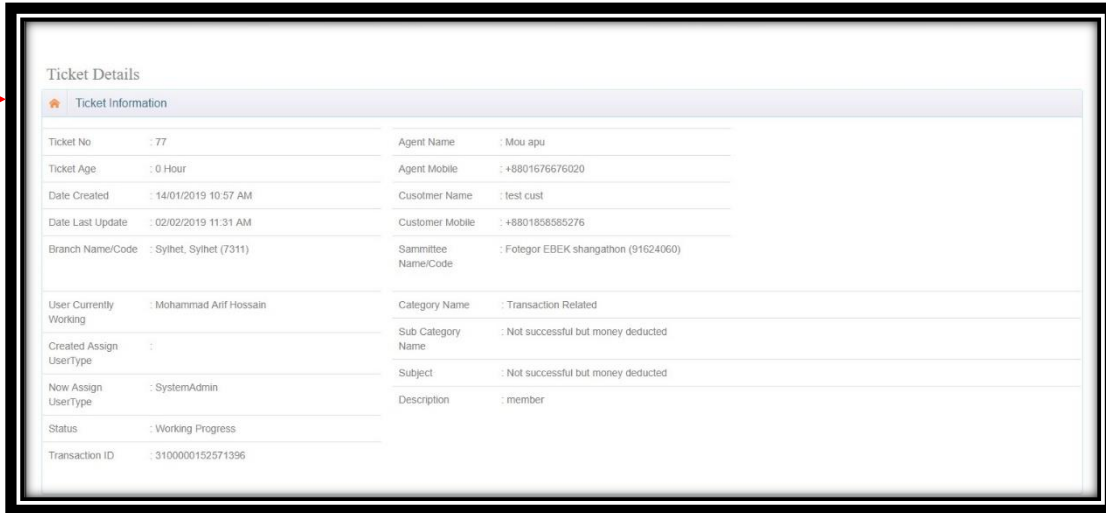 Ticket Details
Ticket Information
Ticket No : 77
Ticket Age : 0 Hour
Date Created : 14/01/2019 10:57 AM
Date Last Update : 02/02/2019 11:31 AM
Branch Name/Code : Sylhet, Sylhet (7311)
Agent Name : Mou apu
Agent Mobile : +8801676676020
Cusotmer Name : test cust
Customer Mobile : +8801858585276
Sammittee : Fotegor EBEK shangathon (91624060)
Name/Code
User Currently : Mohammad Arif Hossain
Working
Created Assign :
UserType
Now Assign : SystemAdmin
UserType
Status : Working Progress
Transaction ID : 3100000152571396
Category Name : Transaction Related
Sub Category : Not successful but money deducted
Name
Subject : Not successful but money deducted
Description : member